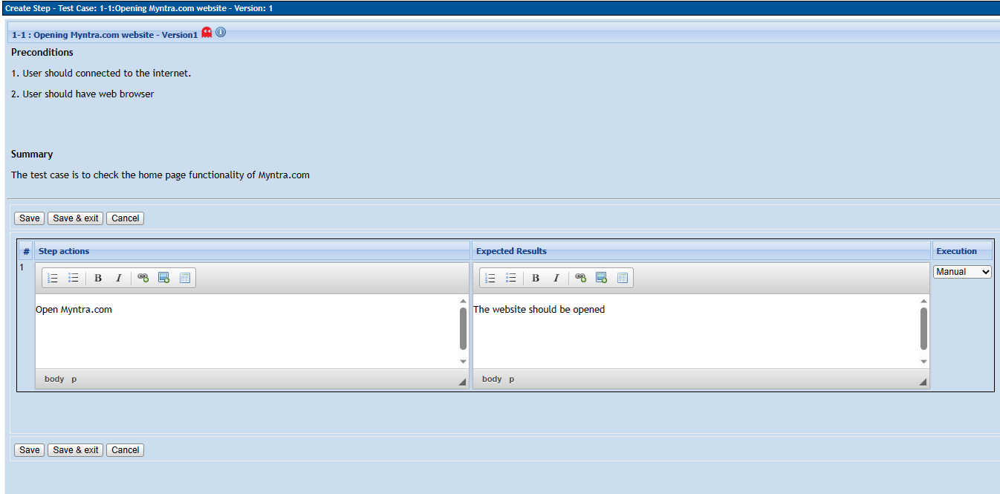 Create Step - Test Case: 1-1:Opening Myntra.com website - Version: 1
1-1 : Opening Myntra.com website - Version1
Preconditions
1. User should connected to the internet.
2. User should have web browser
Summary
The test case is to check the home page functionality of Myntra.com
Save Save & exit Cancel
# Step actions Expected Results Execution
1 Manual
B I B I
Open Myntra.com The website should be opened
body p body p
Save Save & exit Cancel